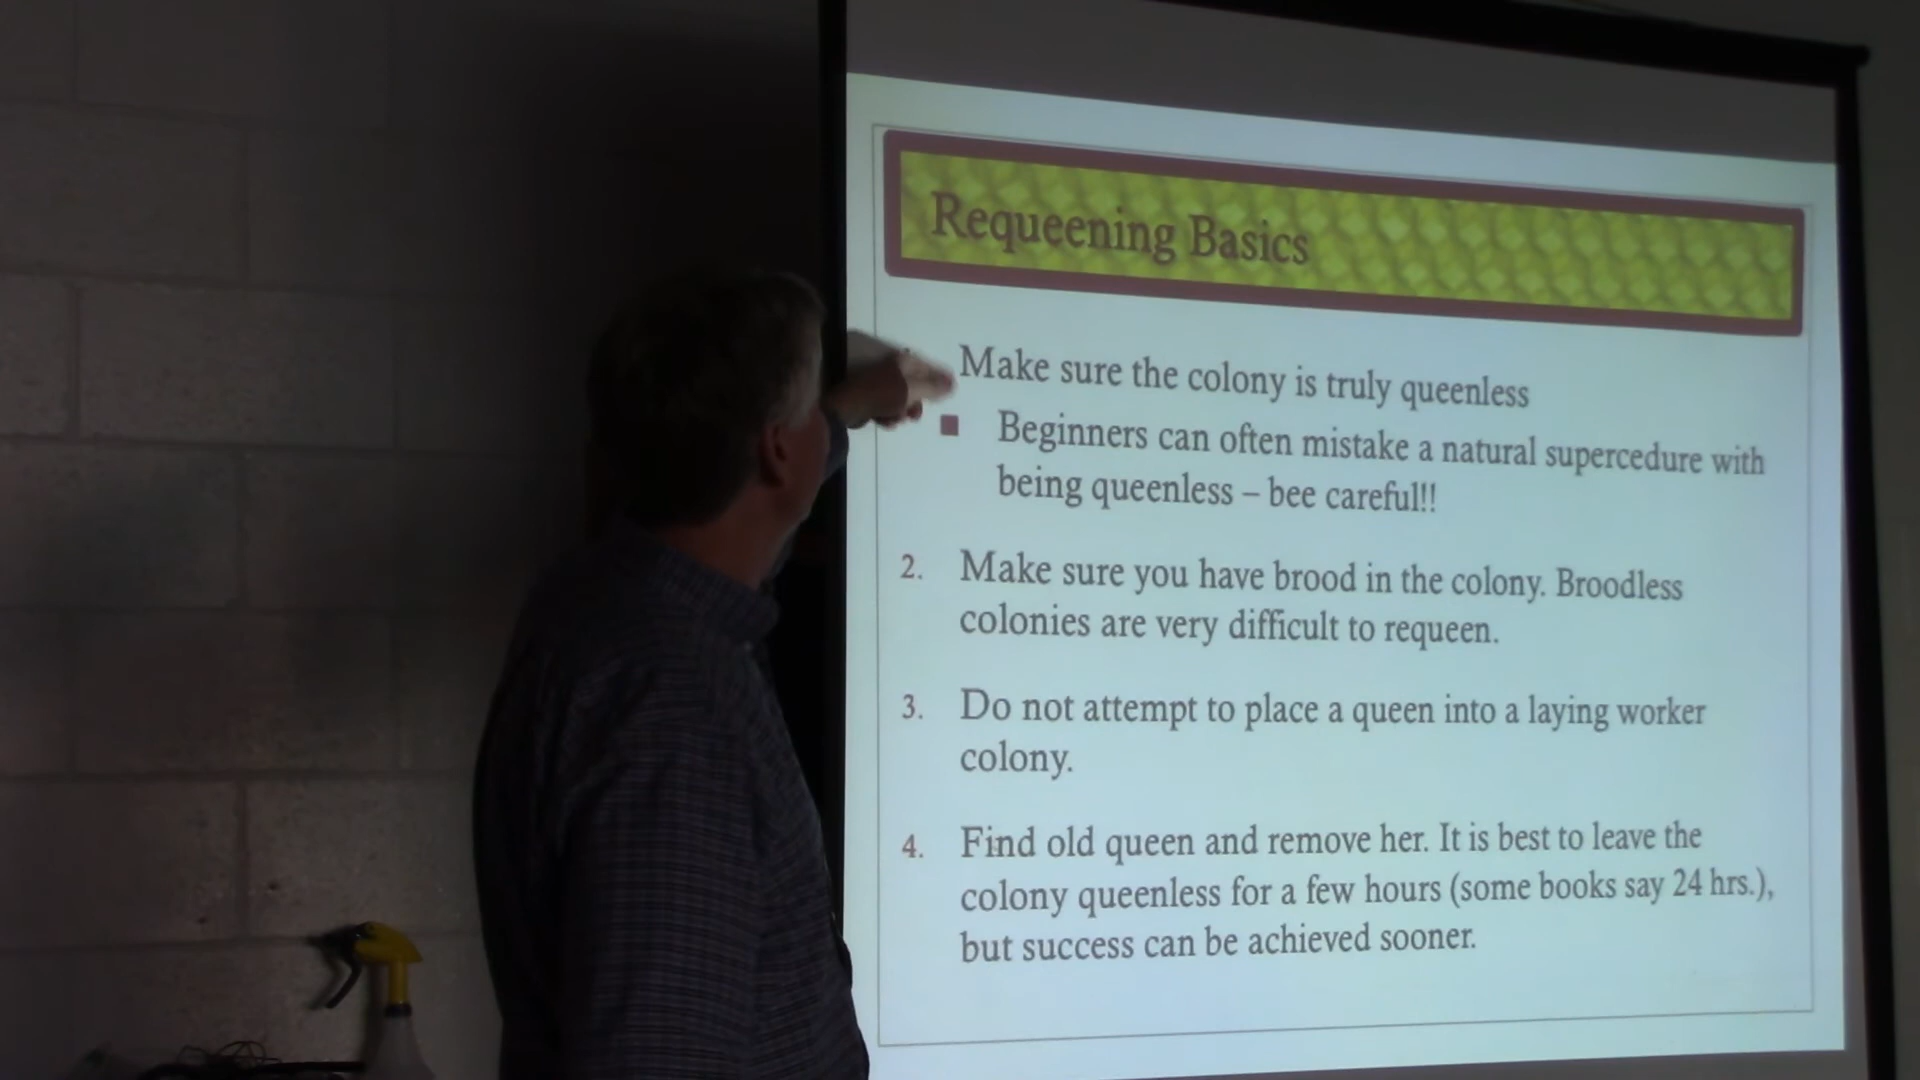 Requeening Basics
Make sure the colony is truly queenless
Beginners can often mistake a natural supercedure with
being queenless – bee careful!!
2. Make sure you have brood in the colony. Broodless
colonies are very difficult to requeen.
3. Do not attempt to place a queen into a laying worker
colony.
4. Find old queen and remove her. It is best to leave the
colony queenless for a few hours (some books say 24 hrs.),
but success can be achieved sooner.